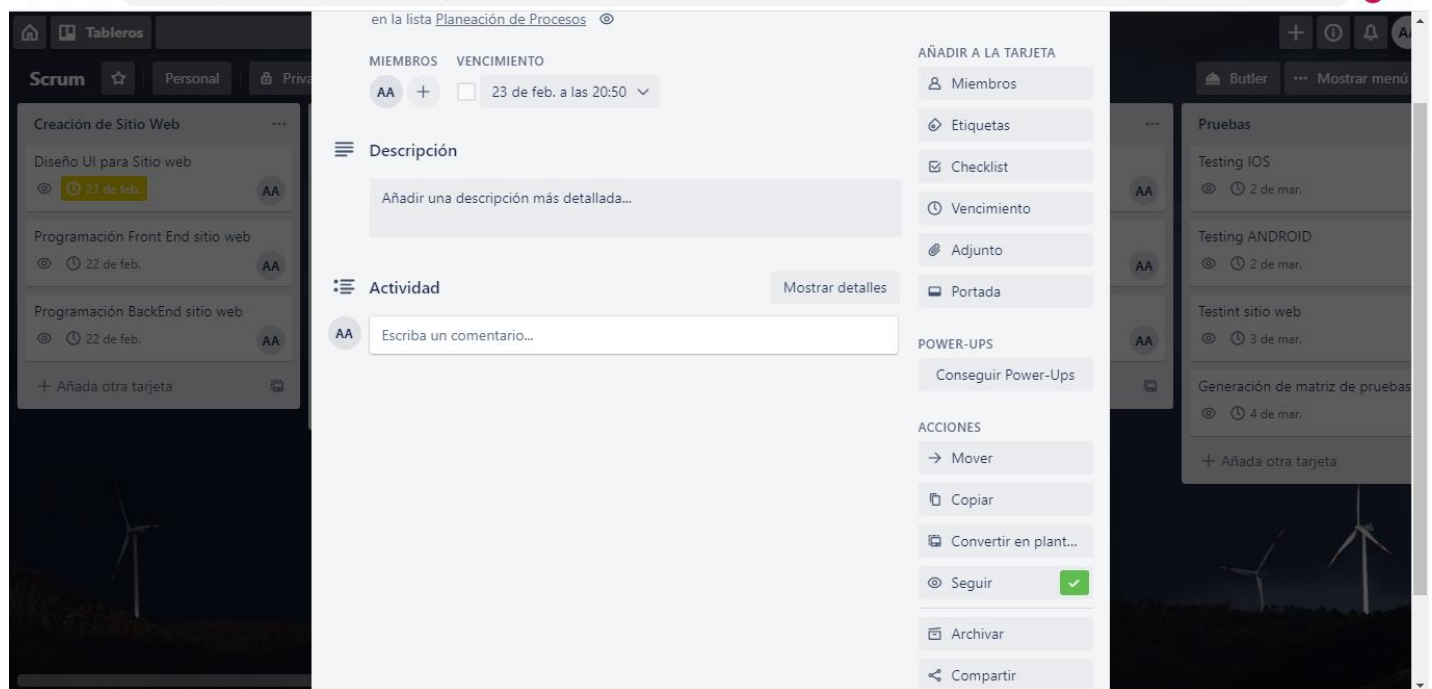 en la lista Planeación de Procesos
Tableros
Scrum
Personal
Priva
Butler
Mostrar menú
MIEMBROS
VENCIMIENTO
AA
23 de feb. a las 20:50
Descripción
Añadir una descripción más detallada...
Actividad
Mostrar detalles
AA
Escriba un comentario...
AÑADIR A LA TARJETA
Miembros
Etiquetas
Checklist
Vencimiento
Adjunto
Portada
POWER-UPS
Conseguir Power-Ups
ACCIONES
Mover
Copiar
Convertir en plant...
Seguir
Archivar
Compartir
Creación de Sitio Web
Diseño UI para Sitio web
21 de feb.
AA
Programación Front End sitio web
22 de feb.
AA
Programación BackEnd sitio web
22 de feb.
AA
+ Añada otra tarjeta
AA
AA
AA
Pruebas
Testing IOS
2 de mar.
Testing ANDROID
2 de mar.
Testint sitio web
3 de mar.
Generación de matriz de pruebas
4 de mar.
+ Añada otra tarjeta